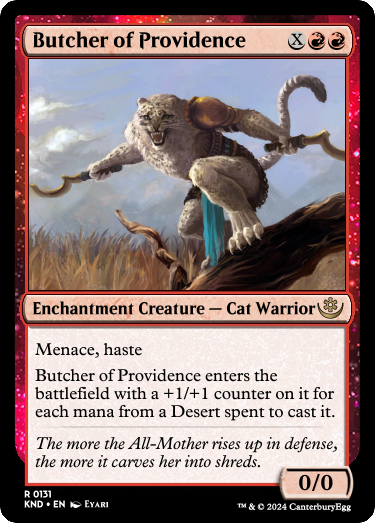 Butcher of Providence X
Enchantment Creature — Cat Warrior
Menace, haste
Butcher of Providence enters the
battlefield with a +1/+1 counter on it for
each mana from a Desert spent to cast it.
The more the All-Mother rises up in defense,
the more it carves her into shreds.
0/0
R 0131
KND • EN Eyari
™ & © 2024 CanterburyEgg